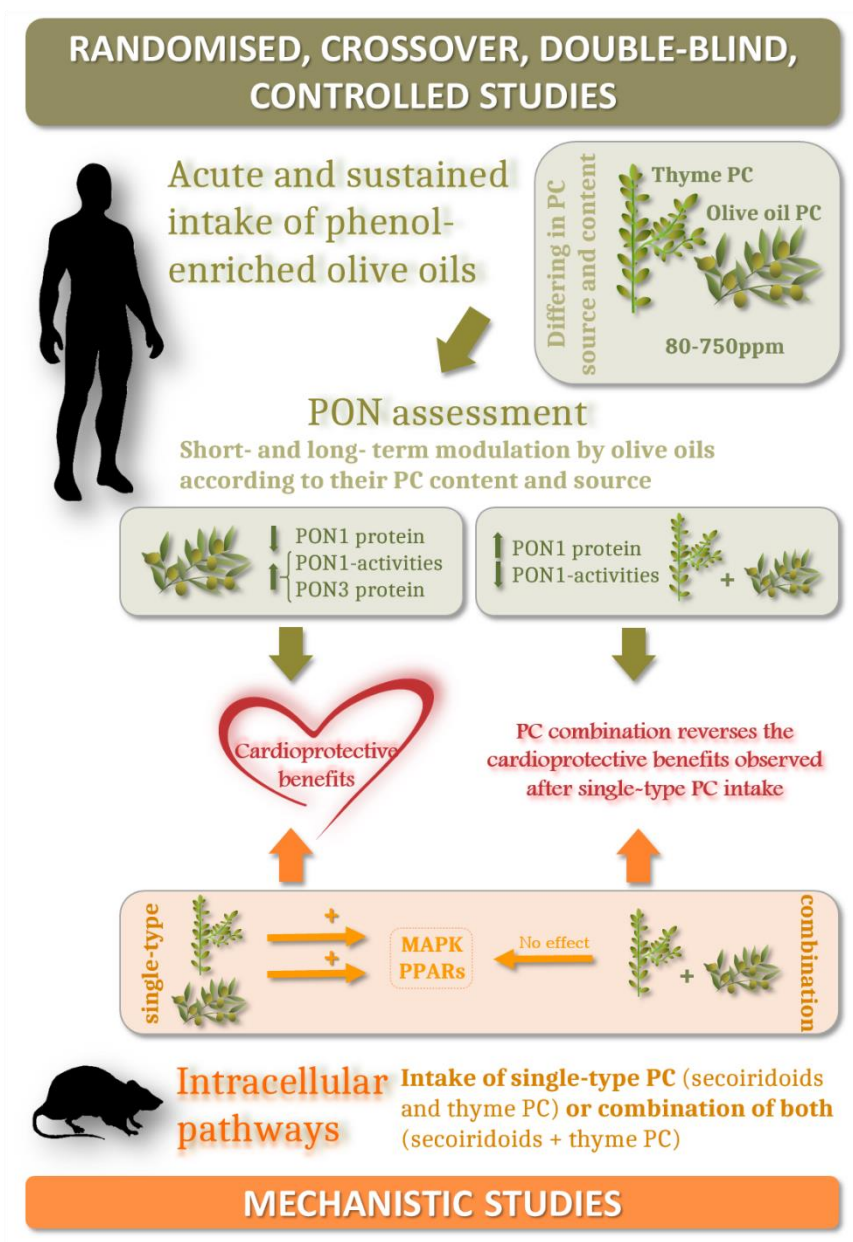 RANDOMISED, CROSSOVER, DOUBLE-BLIND,
CONTROLLED STUDIES
Acute and sustained
intake of phenol-
enriched olive oils
Differing in PC
source and content
Thyme PC
Olive oil PC
80-750ppm
PON assessment
Short- and long- term modulation by olive oils
according to their PC content and source
PON1 protein
PON1-activities
PON3 protein
PON1 protein
PON1-activities
+
Cardioprotective
benefits
PC combination reverses the
cardioprotective benefits observed
after single-type PC intake
single-type
+
+
MAPK
PPARs
No effect
+
combination
Intracellular
pathways
Intake of single-type PC (secoiridoids
and thyme PC) or combination of both
(secoiridoids + thyme PC)
MECHANISTIC STUDIES